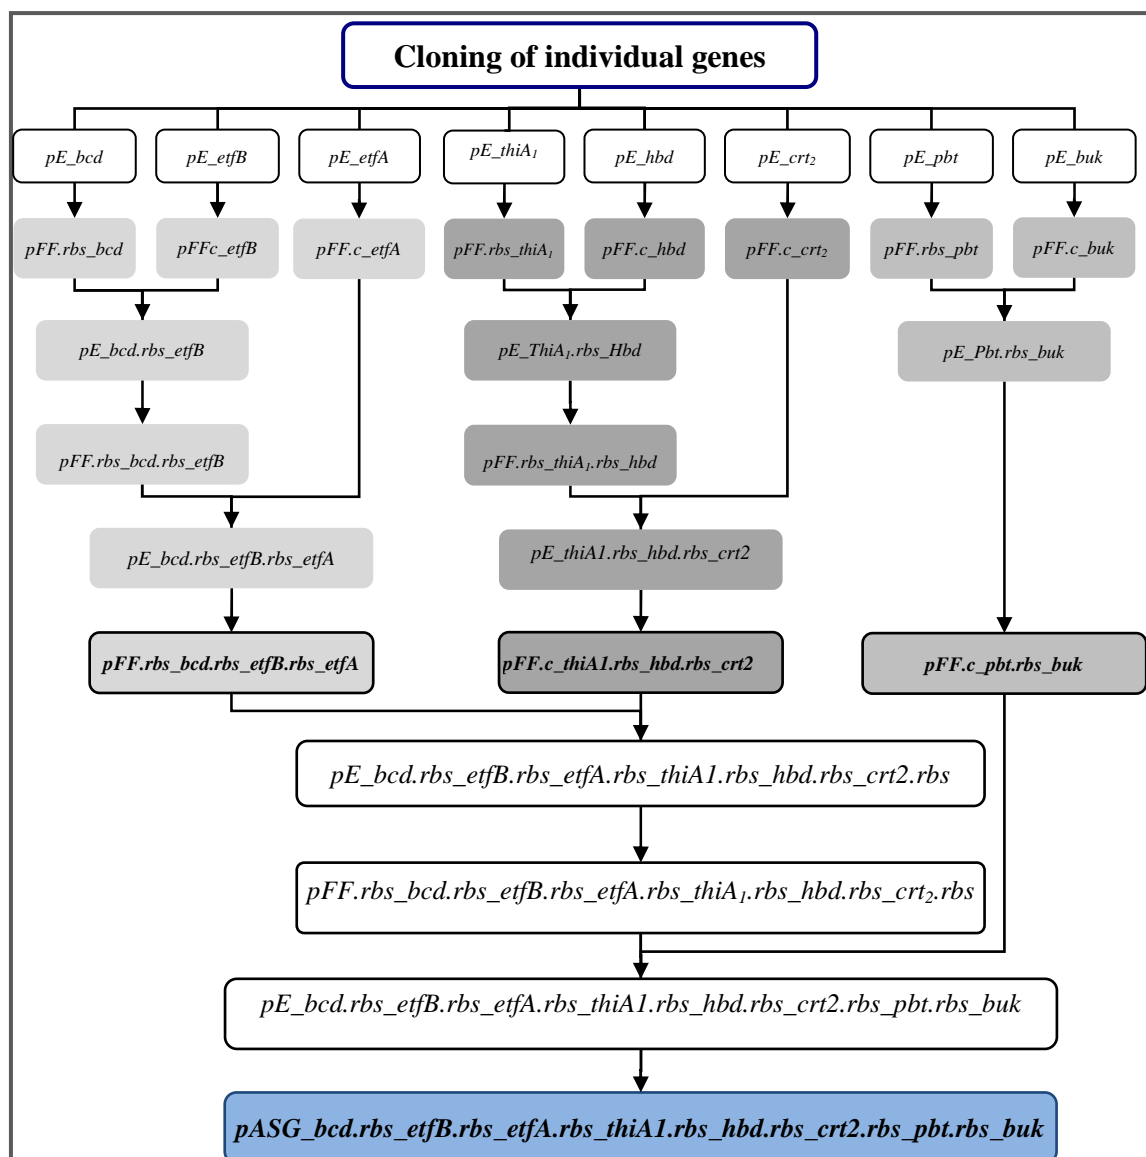 Cloning of individual genes
pE_bcd
pE_etfB
pE_etfA
pE_thiA₁
pE_hbd
pE_crt₂
pE_pbt
pE_buk
pFF.rbs_bcd
pFFc_etfB
pFF.c_etfA
pFF.rbs_thiA₁
pFF.c_hbd
pFF.c_crt₂
pFF.rbs_pbt
pFF.c_buk
pE_bcd.rbs_etfB
pE_ThiA₁.rbs_Hbd
pE_Pbt.rbs_buk
pFF.rbs_bcd.rbs_etfB
pFF.rbs_thiA₁.rbs_hbd
pE_bcd.rbs_etfB.rbs_etfA
pE_thiA1.rbs_hbd.rbs_crt2
pFF.rbs_bcd.rbs_etfB.rbs_etfA
pFF.c_thiA1.rbs_hbd.rbs_crt2
pFF.c_pbt.rbs_buk
pE_bcd.rbs_etfB.rbs_etfA.rbs_thiA1.rbs_hbd.rbs_crt2.rbs
pFF.rbs_bcd.rbs_etfB.rbs_etfA.rbs_thiA₁.rbs_hbd.rbs_crt₂.rbs
pE_bcd.rbs_etfB.rbs_etfA.rbs_thiA1.rbs_hbd.rbs_crt2.rbs_pbt.rbs_buk
pASG_bcd.rbs_etfB.rbs_etfA.rbs_thiA1.rbs_hbd.rbs_crt2.rbs_pbt.rbs_buk